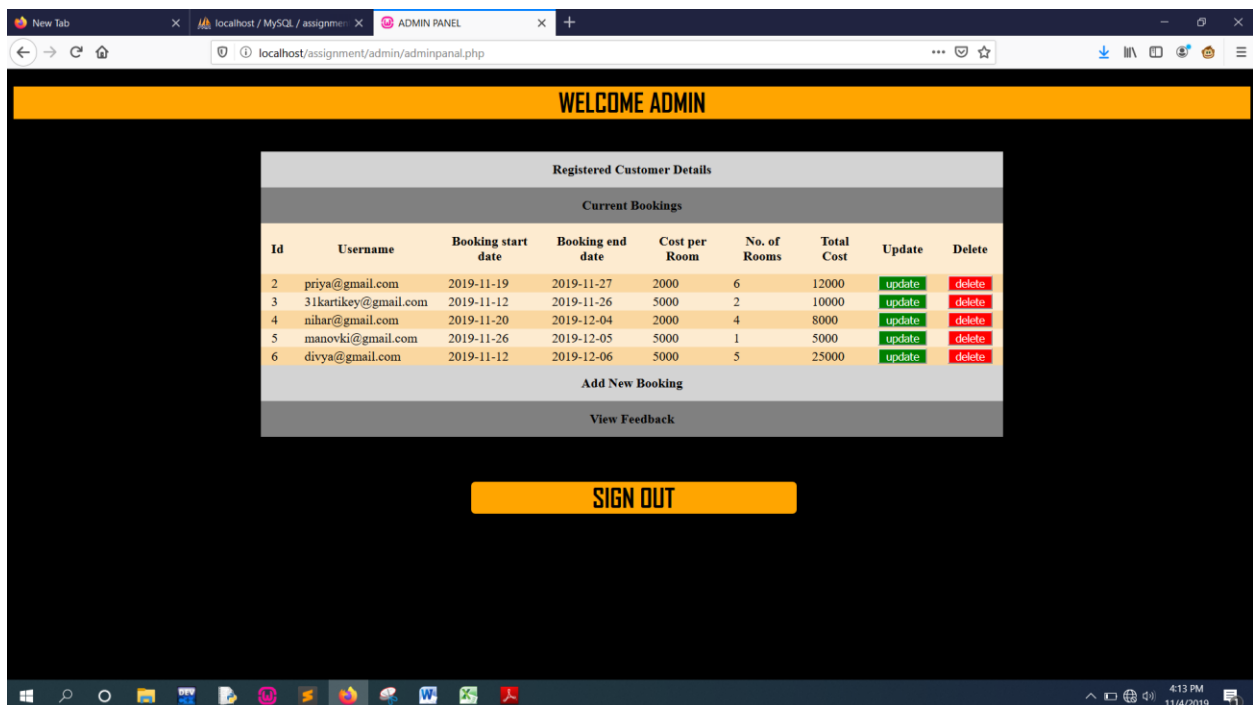 New Tab
localhost / MySQL / assignmen
ADMIN PANEL
localhost/assignment/admin/adminpanal.php
WELCOME ADMIN
Registered Customer Details
Current Bookings
Id Username Booking start date Booking end date Cost per Room No. of Rooms Total Cost Update Delete
2 priya@gmail.com 2019-11-19 2019-11-27 2000 6 12000 update delete
3 31kartikey@gmail.com 2019-11-12 2019-11-26 5000 2 10000 update delete
4 nihar@gmail.com 2019-11-20 2019-12-04 2000 4 8000 update delete
5 manovki@gmail.com 2019-11-26 2019-12-05 5000 1 5000 update delete
6 divya@gmail.com 2019-11-12 2019-12-06 5000 5 25000 update delete
Add New Booking
View Feedback
SIGN OUT
DEV
4:13 PM
11/4/2019